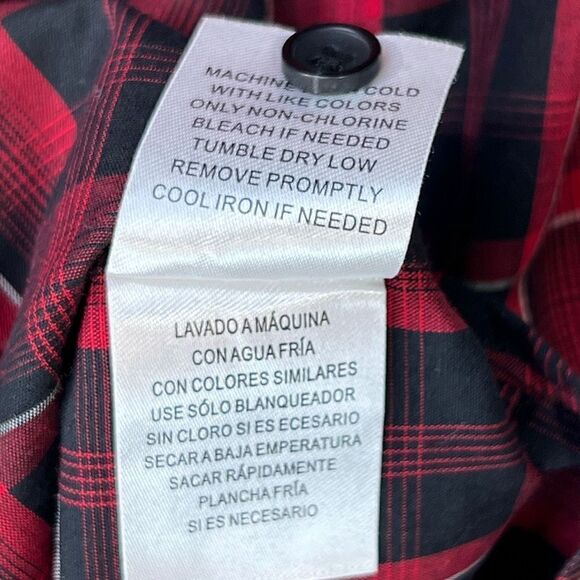 MACHINE COLD
WITH LIKE COLORS
ONLY NON-CHLORINE
BLEACH IF NEEDED
TUMBLE DRY LOW
REMOVE PROMPTLY
COOL IRON IF NEEDED
LAVADO A MÁQUINA
CON AGUA FRÍA
CON COLORES SIMILARES
USE SÓLO BLANQUEADOR
SIN CLORO SI ES ECESARIO
SECAR A BAJA EMPERATURA
SACAR RÁPIDAMENTE
PLANCHA FRÍA
SI ES NECESARIO